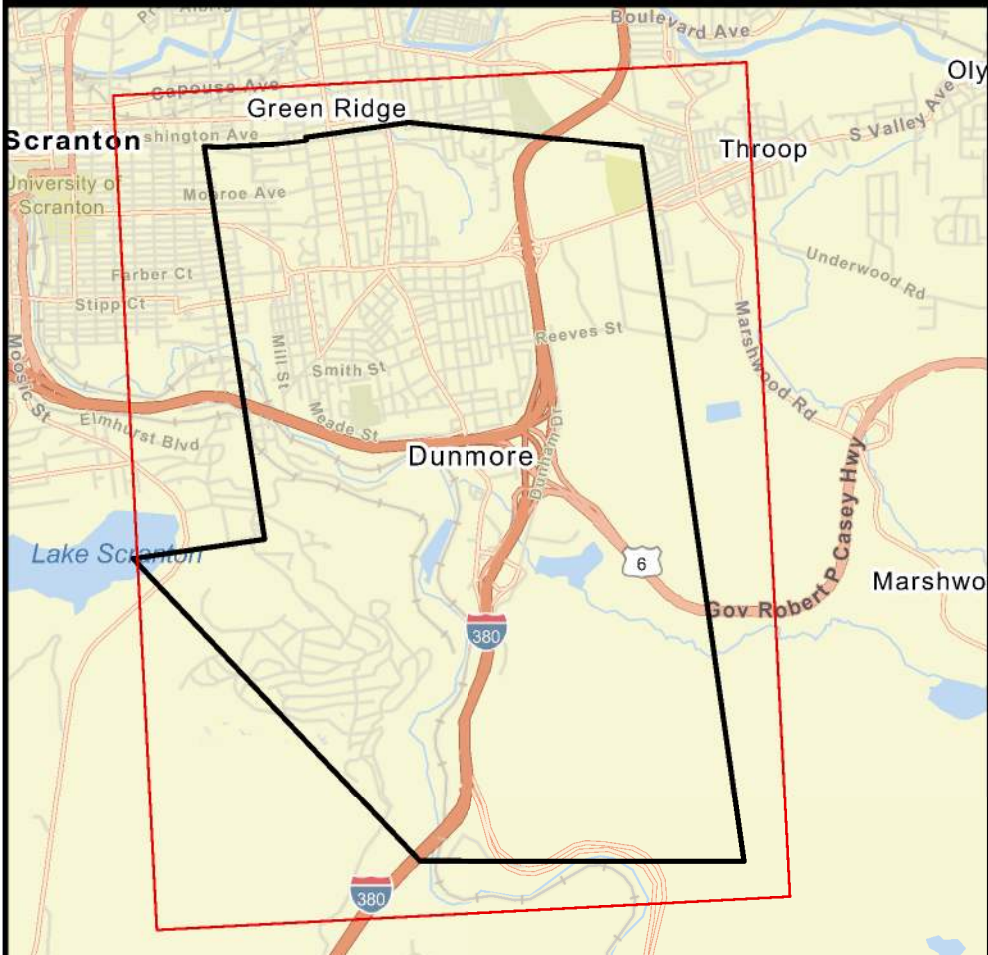 Boulevard Ave
Oly
Capouse Ave
Green Ridge
S Valley Ave
Scranton
shington Ave
Throop
University of
Scranton
Monroe Ave
Underwood Rd
Farber Ct
Stipp Ct
Marshwood Rd
Reeves St
Moosic St
Mill St
Smith St
Meade St
Elmhurst Blvd
Dunham Dr
Dunmore
Lake Scranton
6
Gov Robert P Casey Hwy
Marshwo
380
380